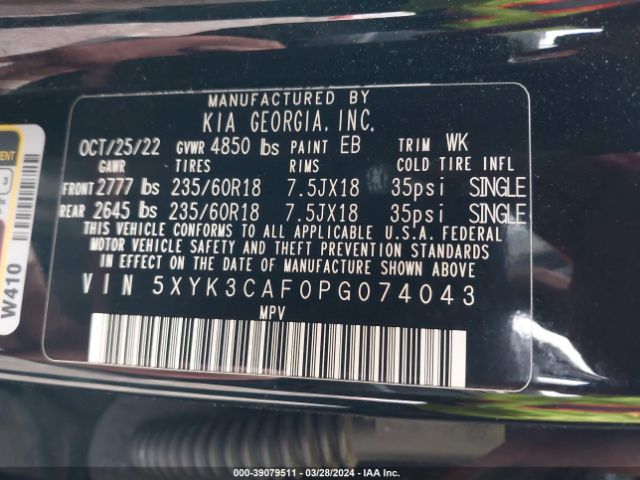 MANUFACTURED BY
KIA GEORGIA, INC.
OCT/25/22 GVWR 4850 lbs PAINT EB TRIM WK
GAWR TIRES RIMS COLD TIRE INFL
FRONT 2777 lbs 235/60R18 7.5JX18 35psi SINGLE
REAR 2645 lbs 235/60R18 7.5JX18 35psi SINGLE
THIS VEHICLE CONFORMS TO ALL APPLICABLE U.S.A. FEDERAL
MOTOR VEHICLE SAFETY AND THEFT PREVENTION STANDARDS
IN EFFECT ON THE DATE OF MANUFACTURE SHOWN ABOVE
VIN 5XYK3CAF0PG074043
MPV
W410
3
000-39079511 - 03/28/2024 - IAA Inc.